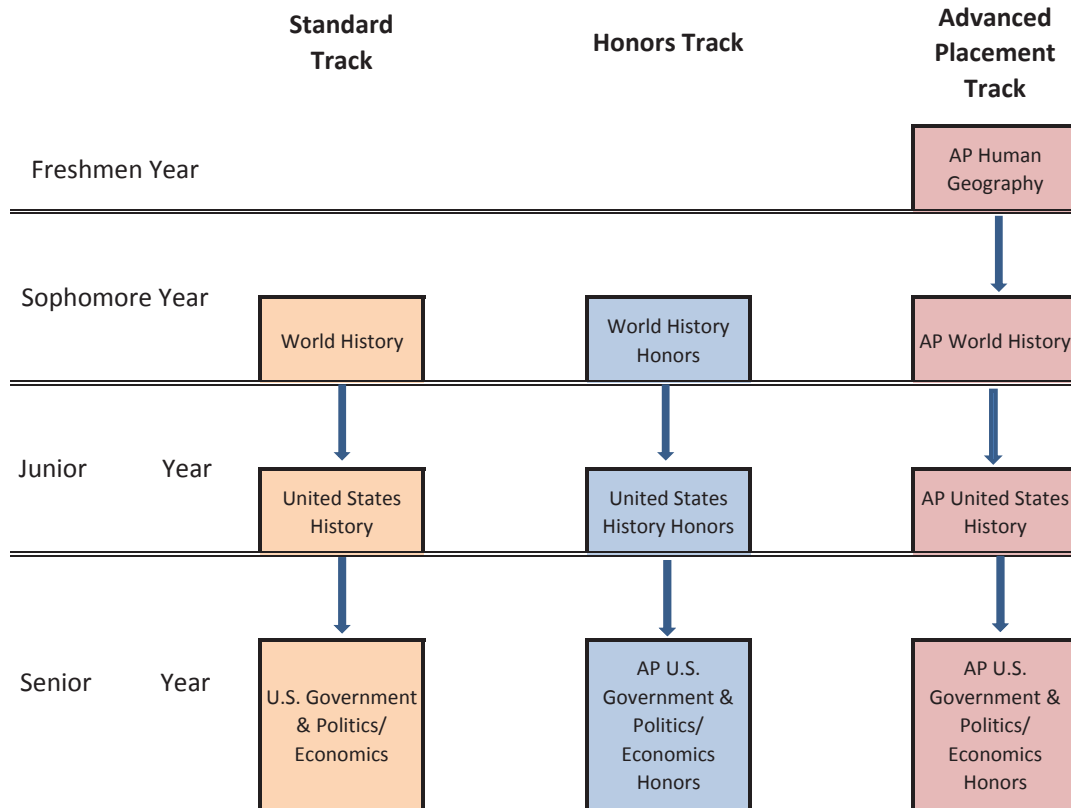 Standard
Track
Honors Track
Advanced
Placement
Track
Freshmen Year
AP Human
Geography
Sophomore Year
World History
World History
Honors
AP World History
Junior Year
United States
History
United States
History Honors
AP United States
History
Senior Year
U.S. Government
& Politics/
Economics
AP U.S.
Government &
Politics/
Economics
Honors
AP U.S.
Government &
Politics/
Economics
Honors